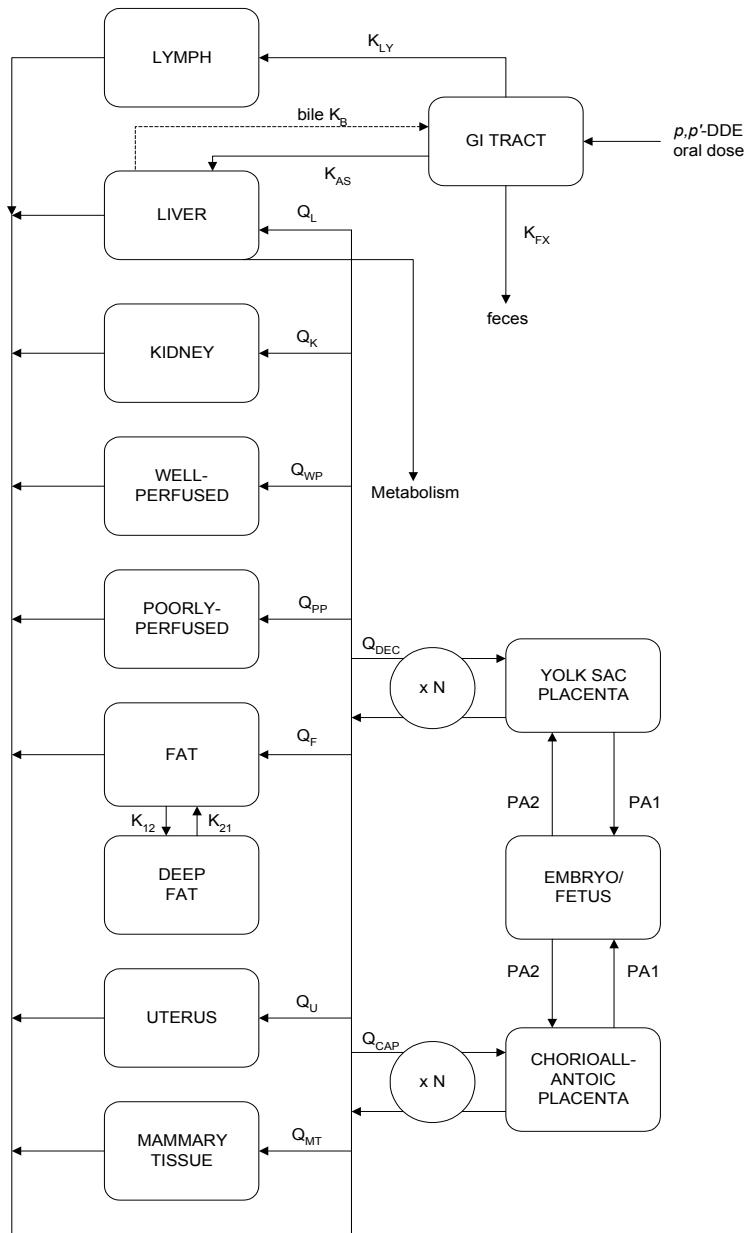 K_LY
LYMPH
bile K_B
GI TRACT
p,p'-DDE
oral dose
K_AS
LIVER
Q_L
K_FX
feces
KIDNEY
Q_K
WELL-
PERFUSED
Q_WP
Metabolism
POORLY-
PERFUSED
Q_PP
Q_DEC
x N
YOLK SAC
PLACENTA
FAT
Q_F
PA2
PA1
K_12
K_21
DEEP
FAT
EMBRYO/
FETUS
PA2
PA1
UTERUS
Q_U
Q_CAP
x N
CHORIOALL-
ANTOIC
PLACENTA
MAMMARY
TISSUE
Q_MT